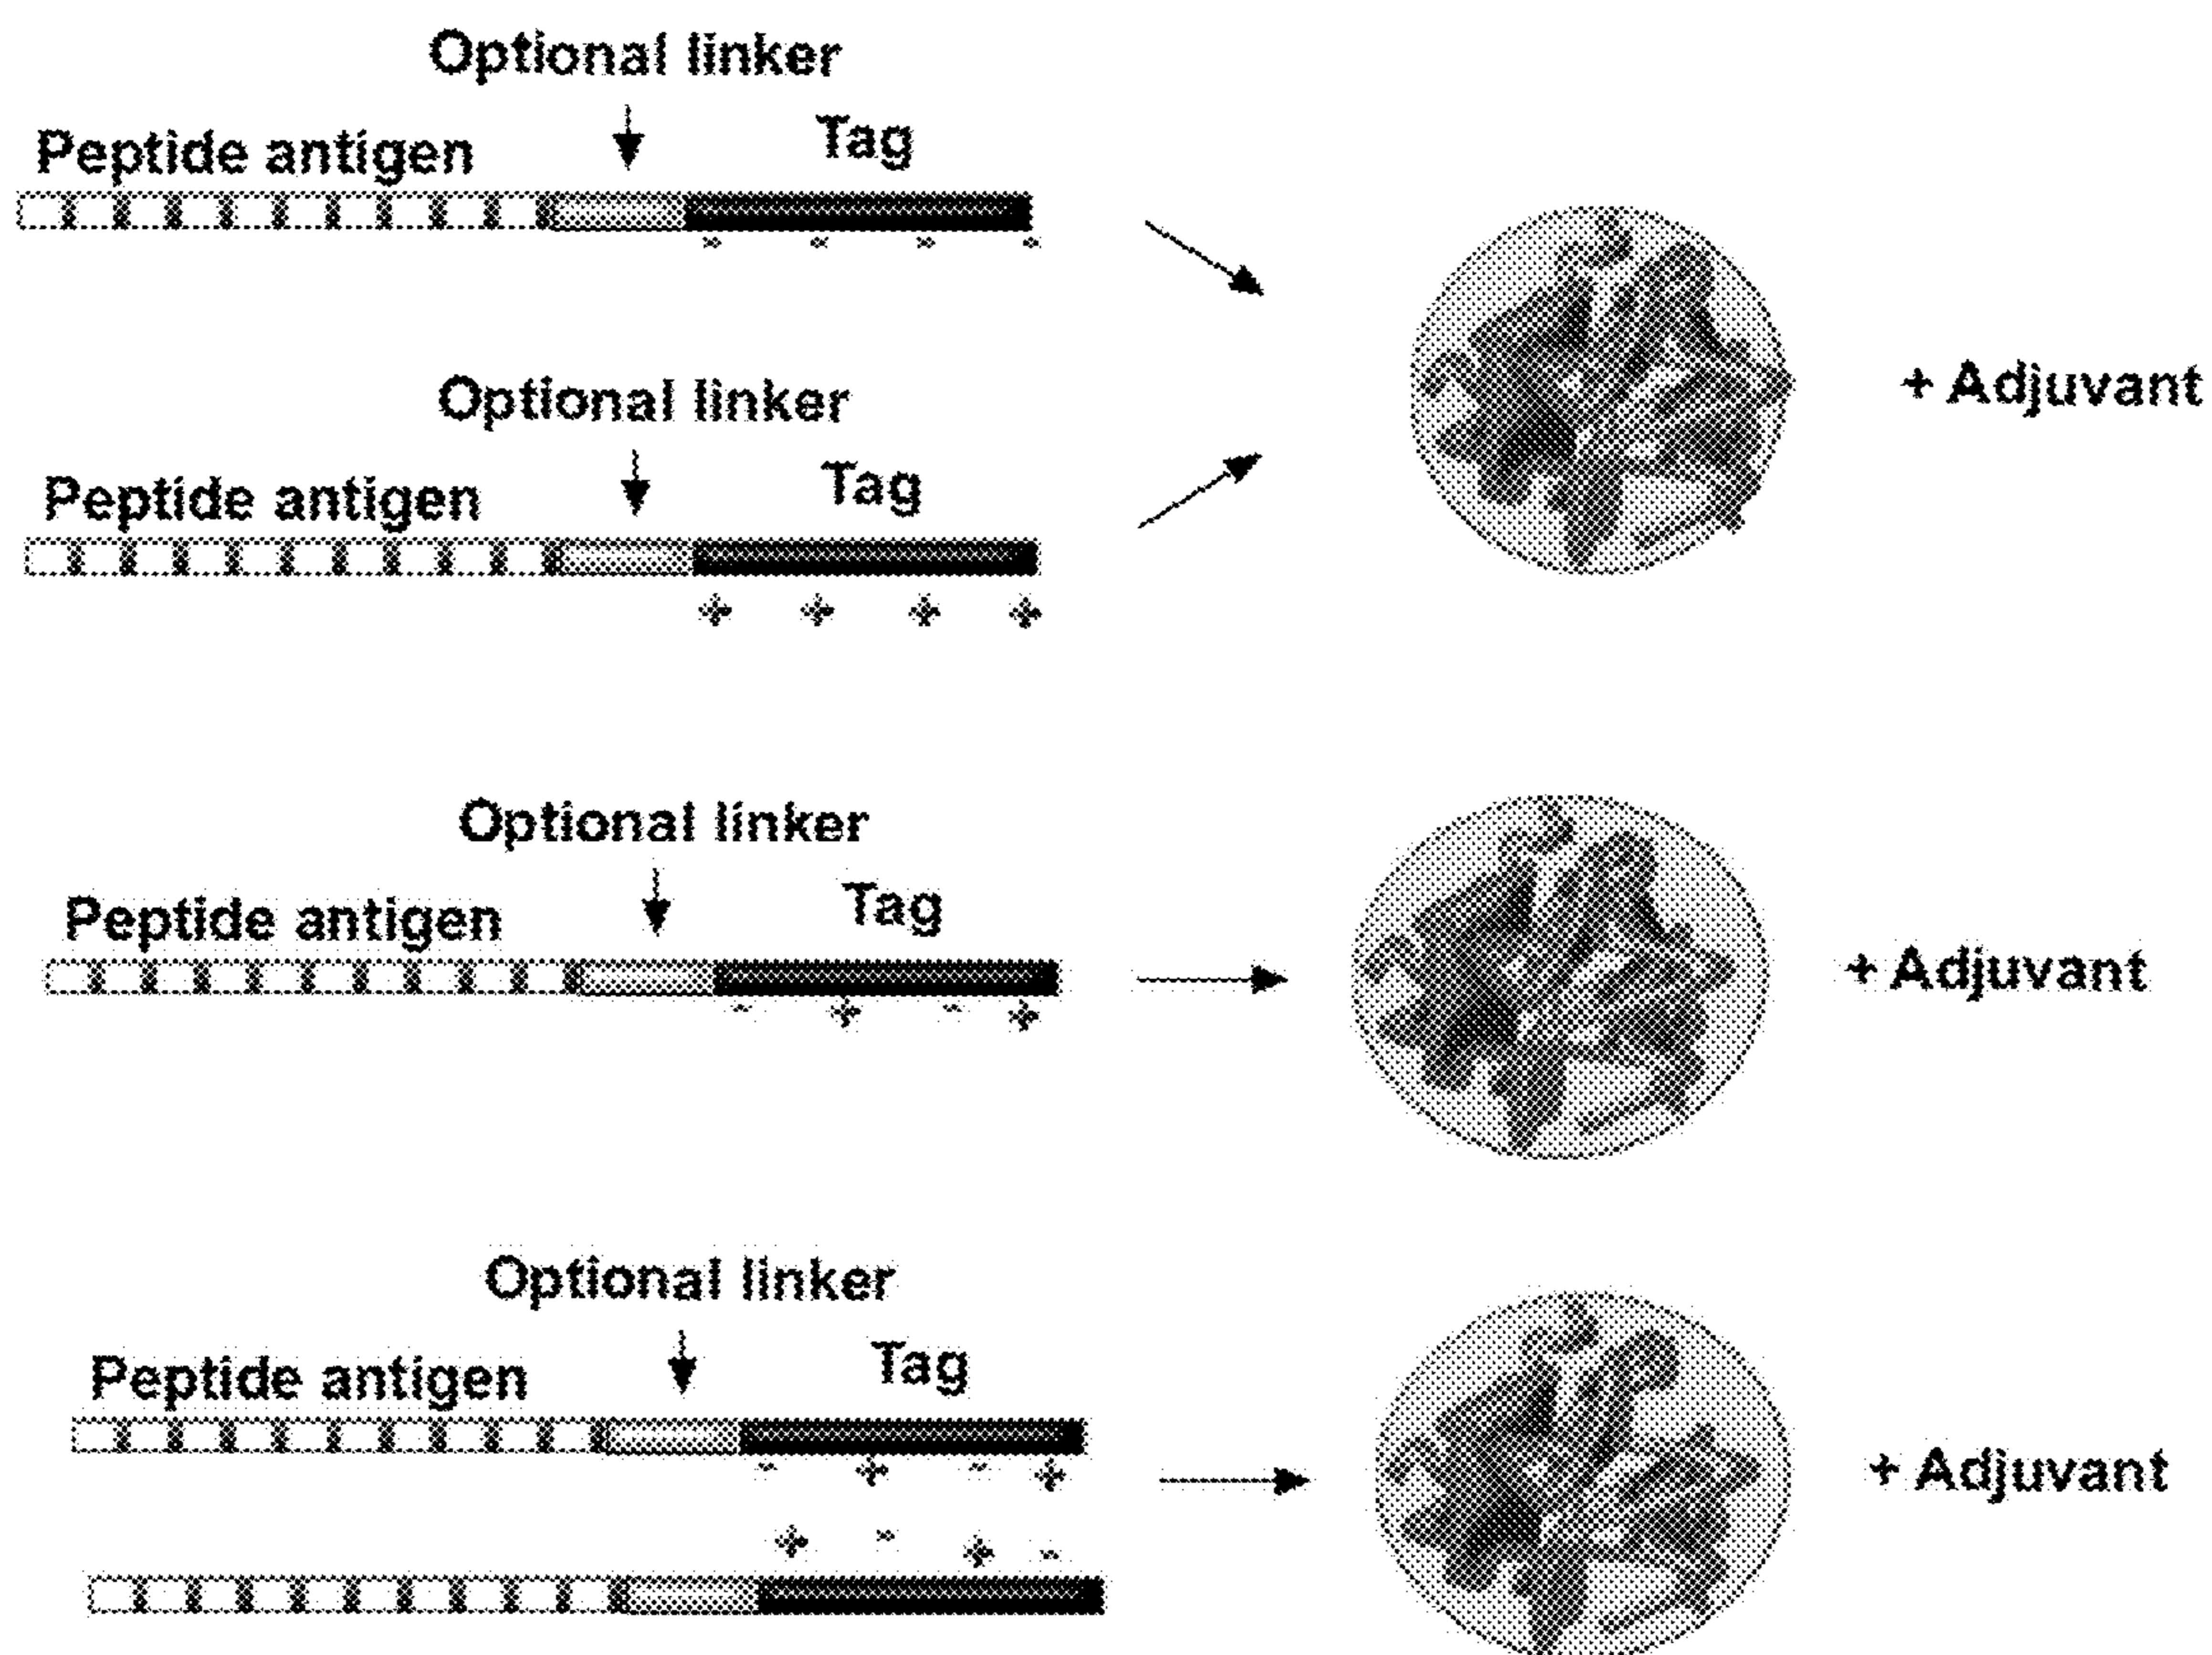 Optional linker
Peptide antigen Tag
- - - -
Optional linker
+ Adjuvant
Peptide antigen Tag
+ + + +
Optional linker
Peptide antigen Tag
+ Adjuvant
- + - +
Optional linker
Peptide antigen Tag
- + - +
+ Adjuvant
+ - + -